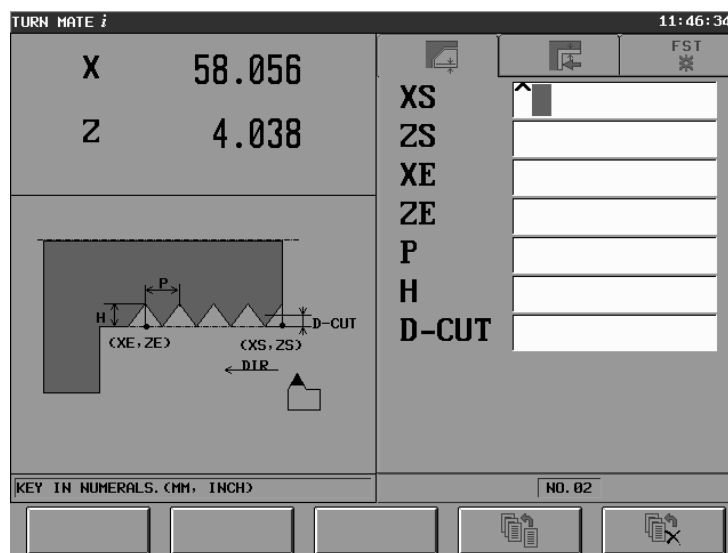 TURN MATE i 11:46:34
X 58.056
Z 4.038
P
H
D-CUT
(XE,ZE) (XS,ZS)
DIR
KEY IN NUMERALS.(MM, INCH)
FST
XS ^
ZS
XE
ZE
P
H
D-CUT
NO.02